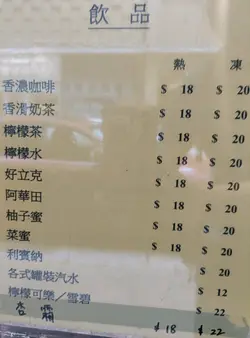 飲品
熱 凍
香濃咖啡 $ 18 $ 20
香滑奶茶 $ 18 $ 20
檸檬茶 $ 18 $ 20
檸檬水 $ 18 $ 20
好立克 $ 18 $ 20
阿華田 $ 18 $ 20
柚子蜜 $ 18 $ 20
菜蜜 $ 18 $ 20
利賓納 $ 20
各式罐裝汽水 $ 12
檸檬可樂/雪碧 $ 22
杏霜 $18 $22